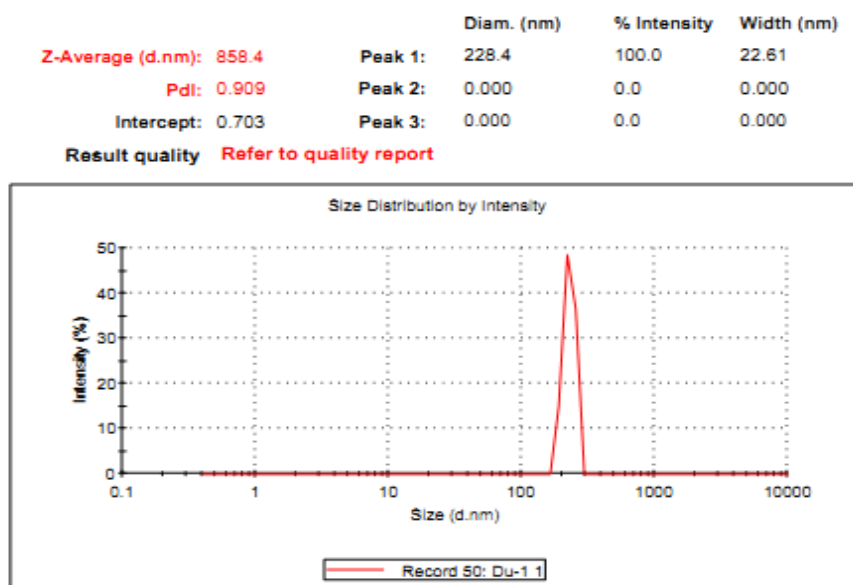 Diam. (nm) % Intensity Width (nm)
Z-Average (d.nm): 858.4 Peak 1: 228.4 100.0 22.61
PdI: 0.909 Peak 2: 0.000 0.0 0.000
Intercept: 0.703 Peak 3: 0.000 0.0 0.000
Result quality Refer to quality report
Size Distribution by Intensity
50
40
30
20
10
0
Intensity (%)
0.1 1 10 100 1000 10000
Size (d.nm)
Record 50: Du-1 1